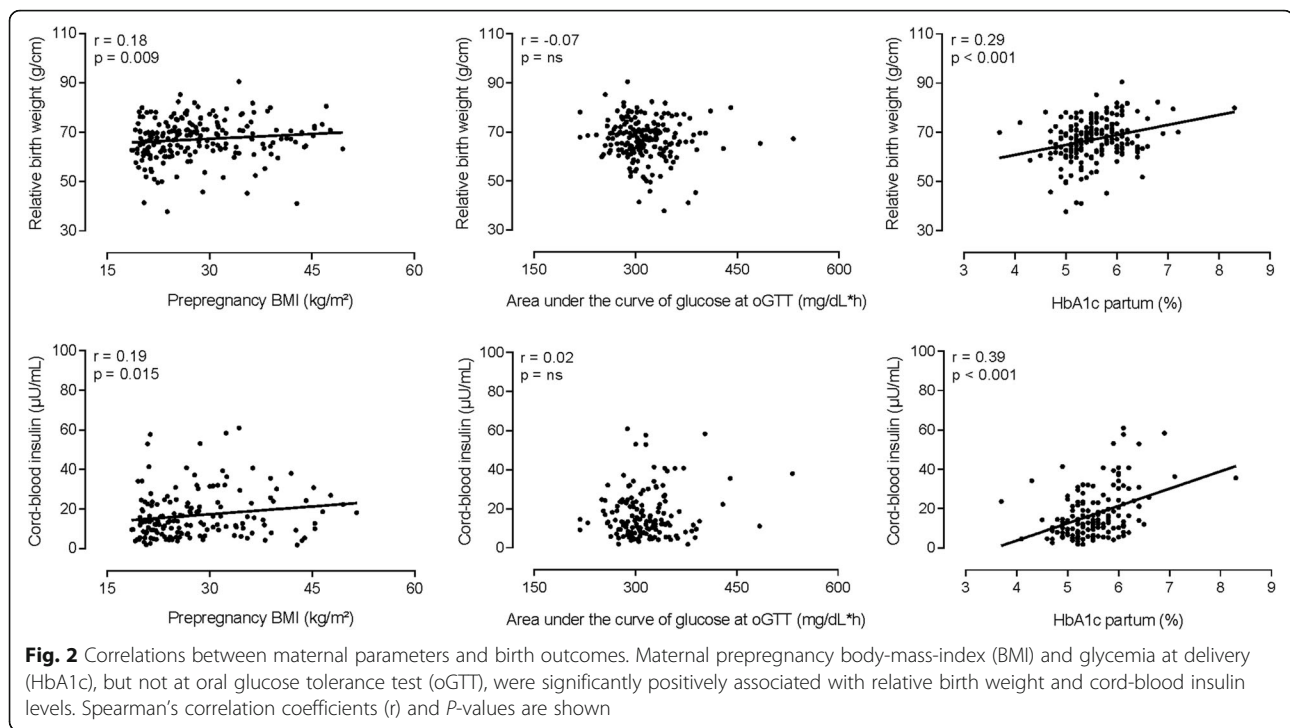 r = 0.18
p = 0.009
Relative birth weight (g/cm)
110
90
70
50
30
15 30 45 60
Prepregnancy BMI (kg/m²)
r = -0.07
p = ns
Relative birth weight (g/cm)
110
90
70
50
30
150 300 450 600
Area under the curve of glucose at oGTT (mg/dL*h)
r = 0.29
p < 0.001
Relative birth weight (g/cm)
110
90
70
50
30
3 4 5 6 7 8 9
HbA1c partum (%)
r = 0.19
p = 0.015
Cord-blood insulin (µU/mL)
100
80
60
40
20
0
15 30 45 60
Prepregnancy BMI (kg/m²)
r = 0.02
p = ns
Cord-blood insulin (µU/mL)
100
80
60
40
20
0
150 300 450 600
Area under the curve of glucose at oGTT (mg/dL*h)
r = 0.39
p < 0.001
Cord-blood insulin (µU/mL)
100
80
60
40
20
0
3 4 5 6 7 8 9
HbA1c partum (%)
Fig. 2 Correlations between maternal parameters and birth outcomes. Maternal prepregnancy body-mass-index (BMI) and glycemia at delivery
(HbA1c), but not at oral glucose tolerance test (oGTT), were significantly positively associated with relative birth weight and cord-blood insulin
levels. Spearman's correlation coefficients (r) and P-values are shown